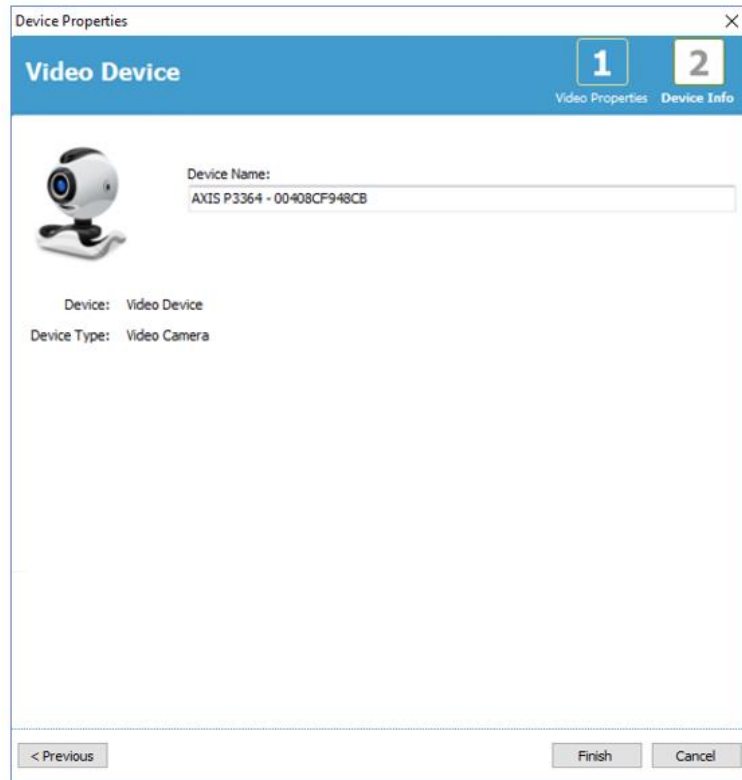 Device Properties
Video Device
1
2
Video Properties
Device Info
Device Name:
AXIS P3364 - 00408CF948CB
Device: Video Device
Device Type: Video Camera
< Previous
Finish
Cancel